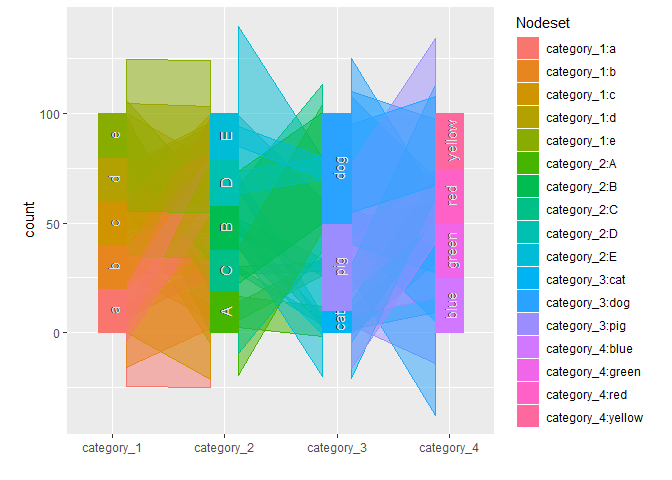 Nodeset
category_1:a
category_1:b
category_1:c
category_1:d
category_1:e
category_2:A
category_2:B
category_2:C
category_2:D
category_2:E
category_3:cat
category_3:dog
category_3:pig
category_4:blue
category_4:green
category_4:red
category_4:yellow
count
100
50
0
e
d
c
b
a
E
D
B
C
A
dog
pig
cat
yellow
red
green
blue
category_1 category_2 category_3 category_4